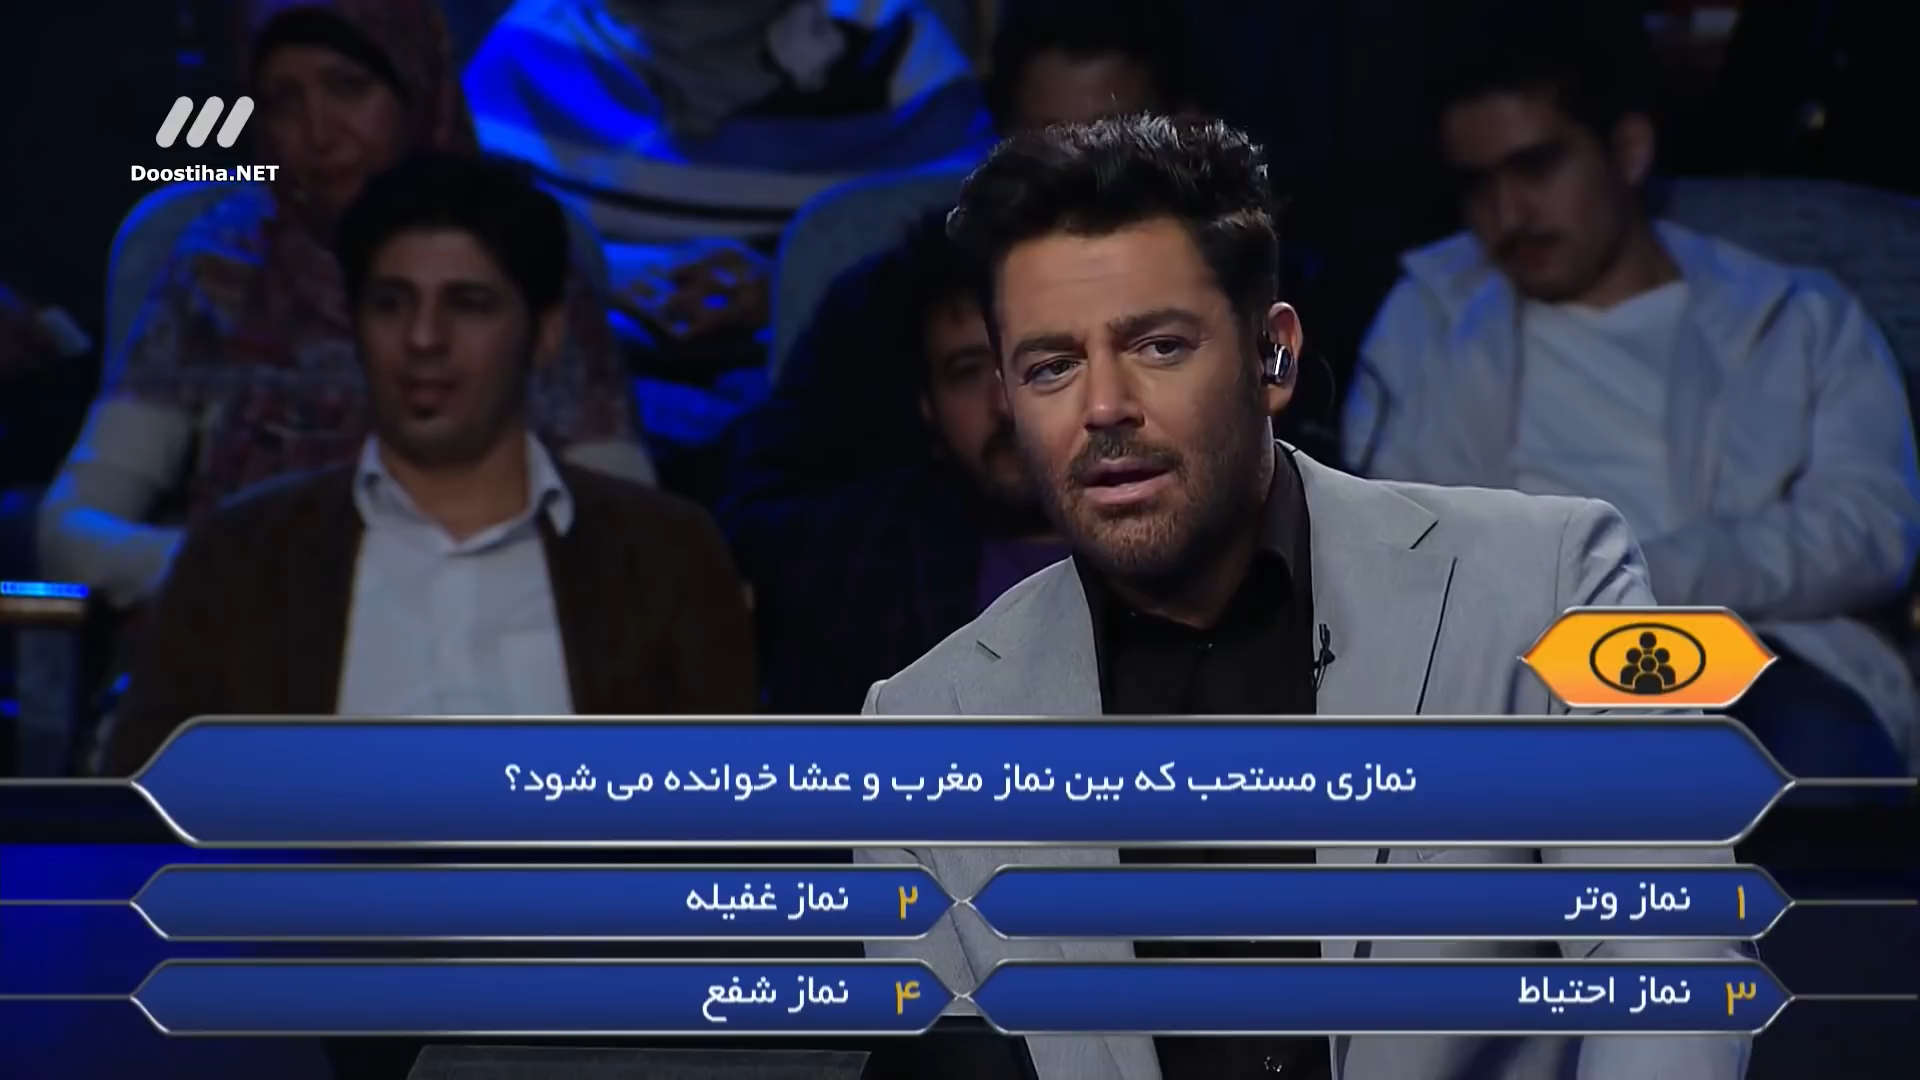 Doostiha.NET
نمازی مستحب که بین نماز مغرب و عشا خوانده می شود؟
۱ نماز وتر
۲ نماز غفیله
۳ نماز احتیاط
۴ نماز شفع